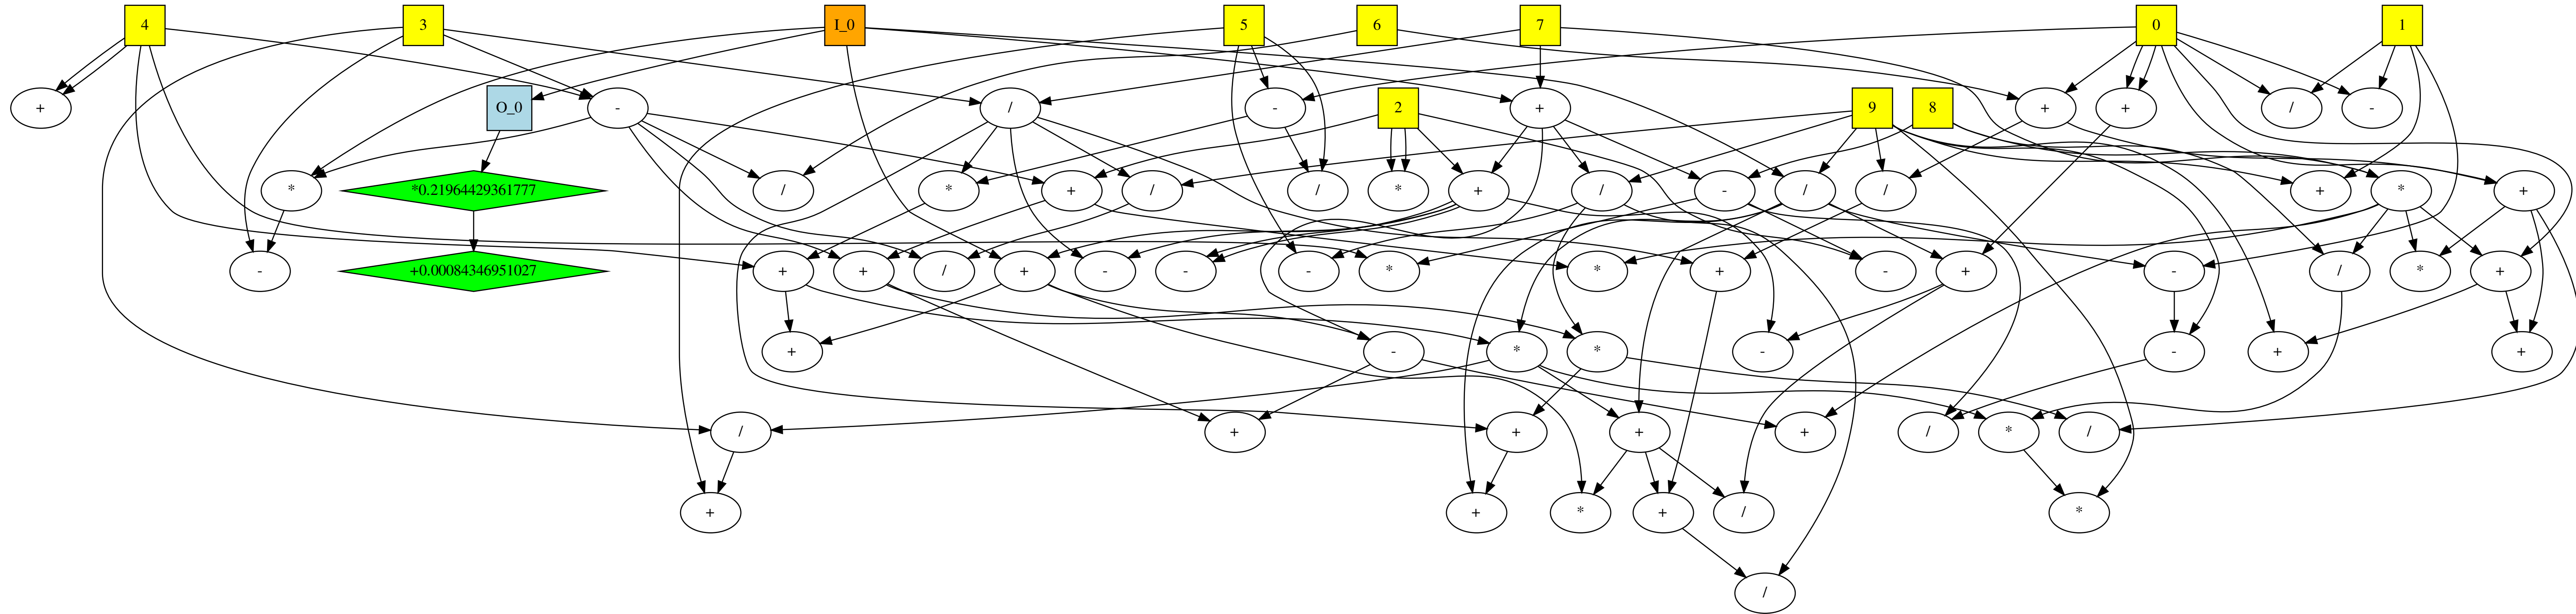 4 3 I_0 5 6 7 0 1
+ O_0 - / - 2 + 9 8 + + / -
* *0.21964429361777 / * + / / * + / - / / + * +
- +0.00084346951027 + + / + - - - * * + - + - / * +
+ - * * - - + +
/ + + + + / * /
+ + * + / *
/